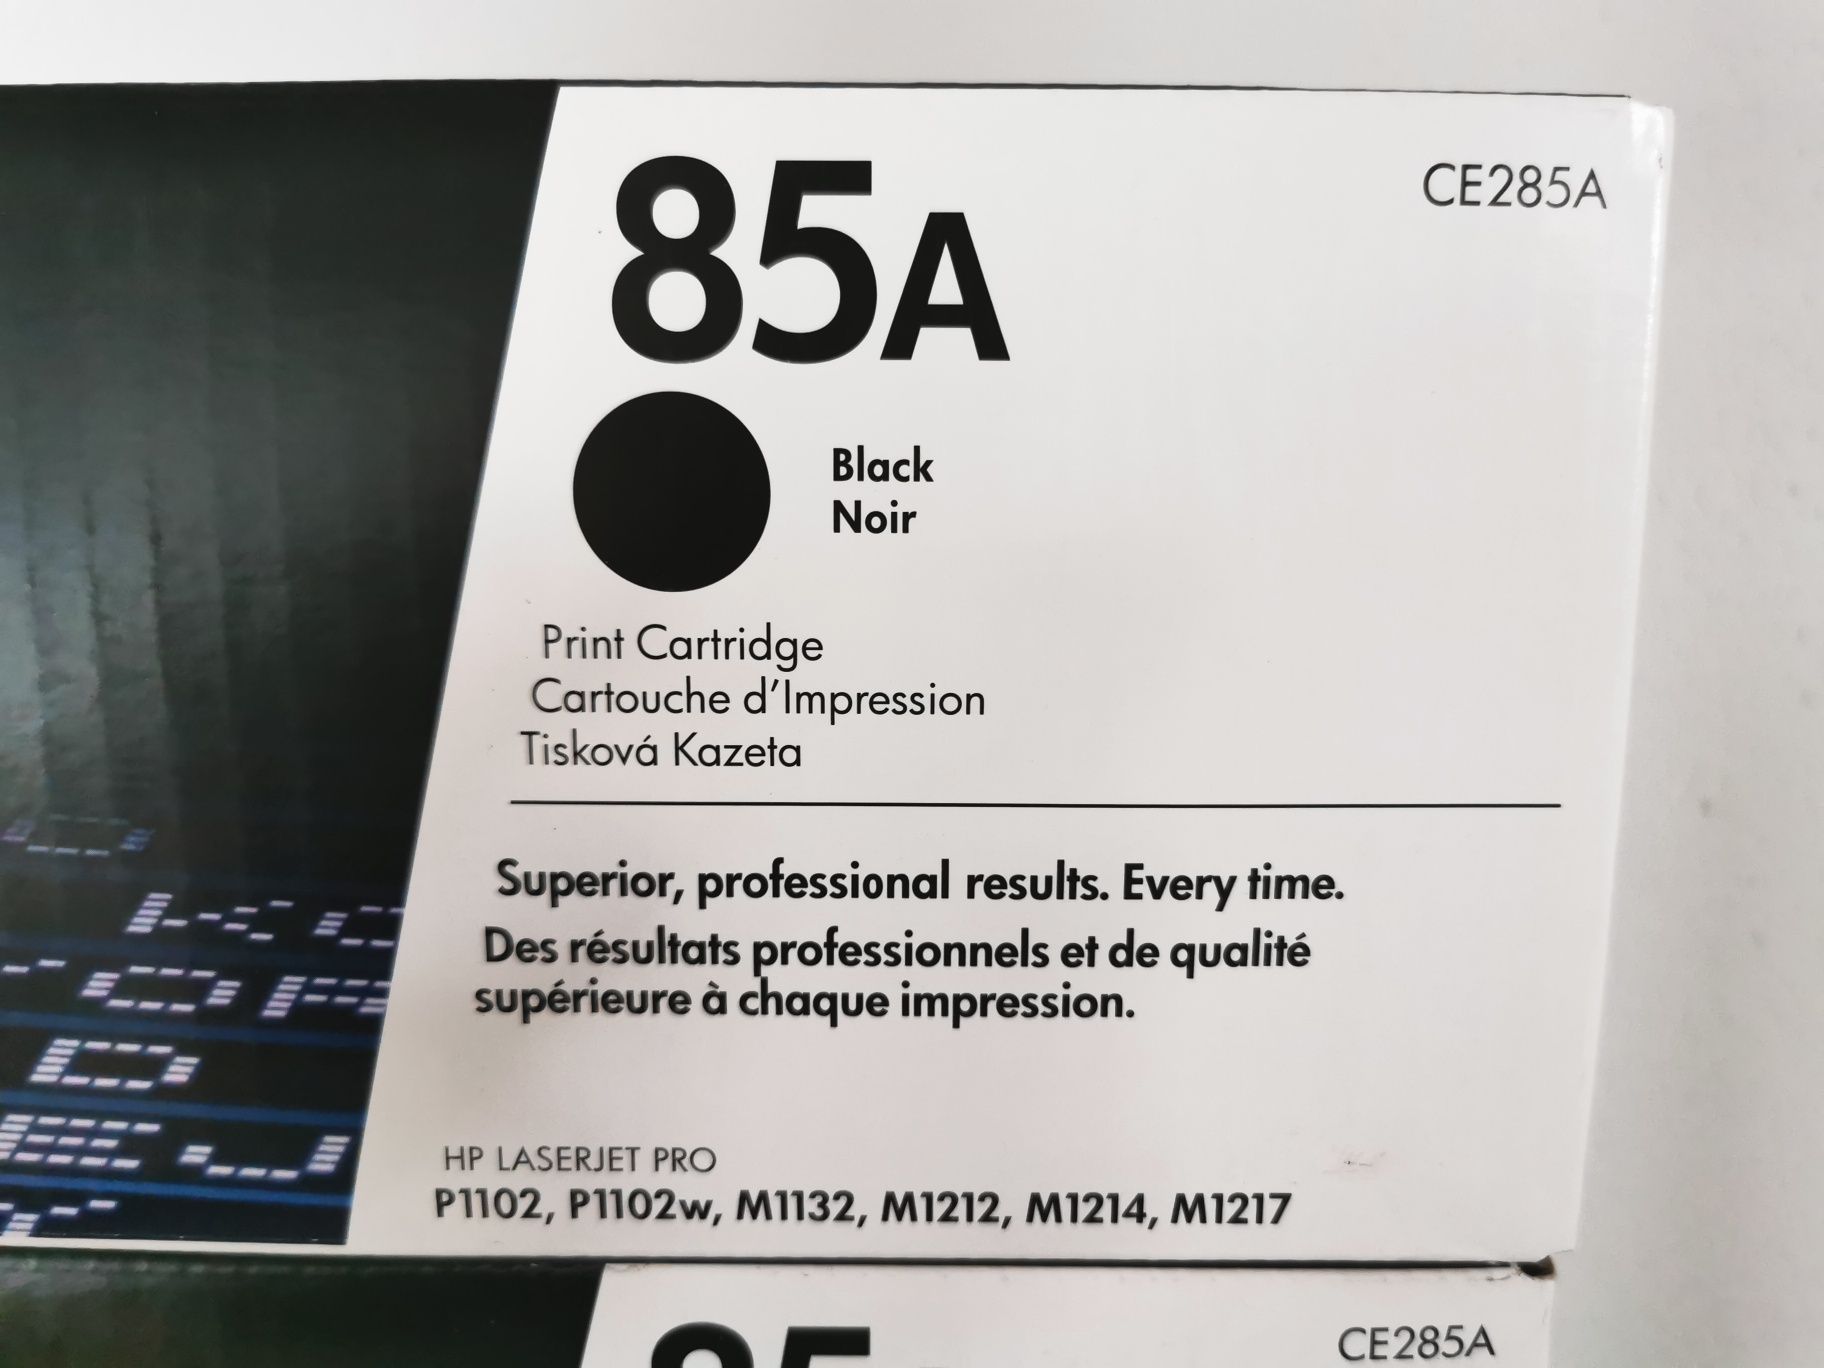 85A
CE285A
Black
Noir
Print Cartridge
Cartouche d'Impression
Tisková Kazeta
Superior, professional results. Every time.
Des résultats professionnels et de qualité
supérieure à chaque impression.
HP LASERJET PRO
P1102, P1102w, M1132, M1212, M1214, M1217
CE285A